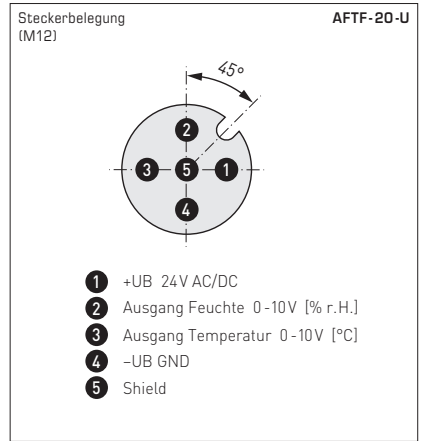 Steckerbelegung
(M12)
AFTF-20-U
45°
2
3
5
1
4
1 +UB 24V AC/DC
2 Ausgang Feuchte 0-10V [% r.H.]
3 Ausgang Temperatur 0-10V [°C]
4 –UB GND
5 Shield